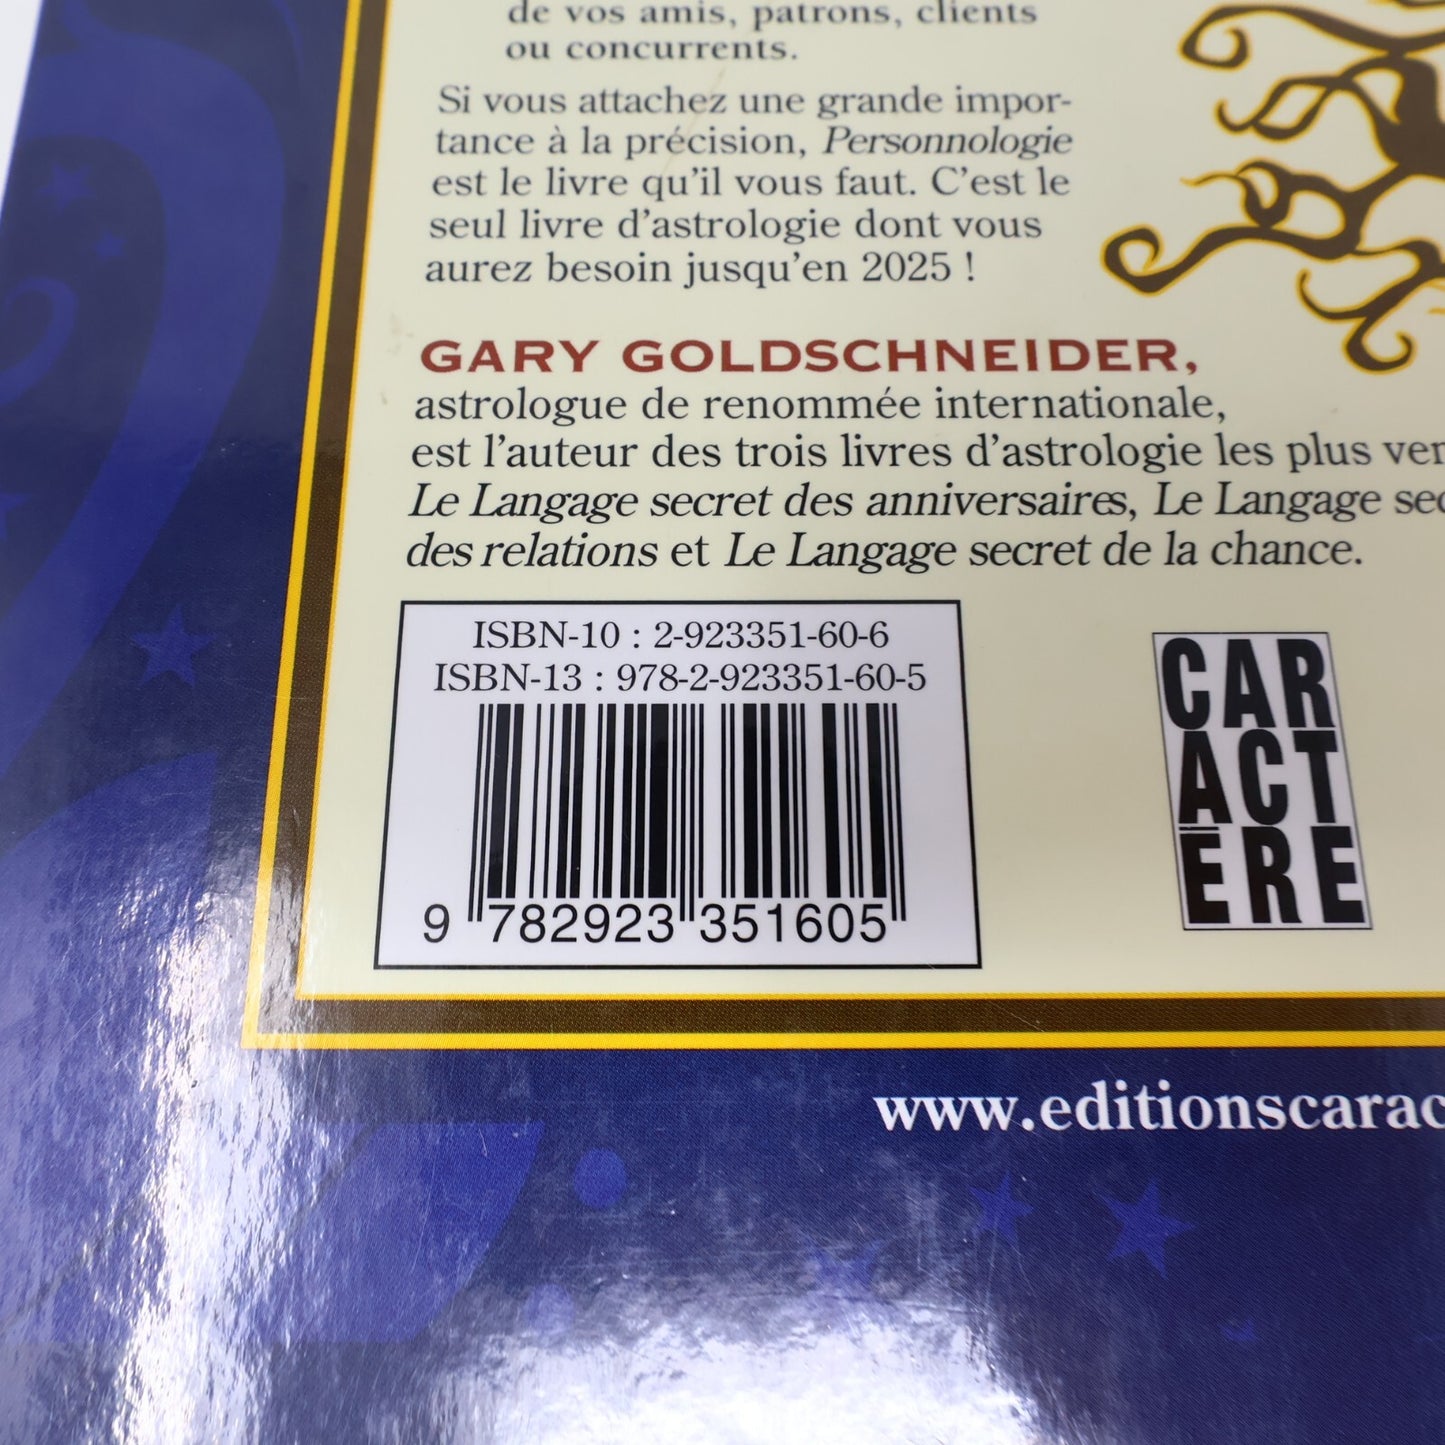 de vos amis, patrons, clients
ou concurrents.
Si vous attachez une grande impor-
tance à la précision, Personnologie
est le livre qu'il vous faut. C'est le
seul livre d'astrologie dont vous
aurez besoin jusqu'en 2025 !
GARY GOLDSCHNEIDER,
astrologue de renommée internationale,
est l'auteur des trois livres d'astrologie les plus
Le Langage secret des anniversaires, Le Langage
des relations et Le Langage secret de la chance.
ISBN-10 : 2-923351-60-6
ISBN-13 : 978-2-923351-60-5
9 782923 351605
CAR
ACT
ÈRE
www.editionscarac